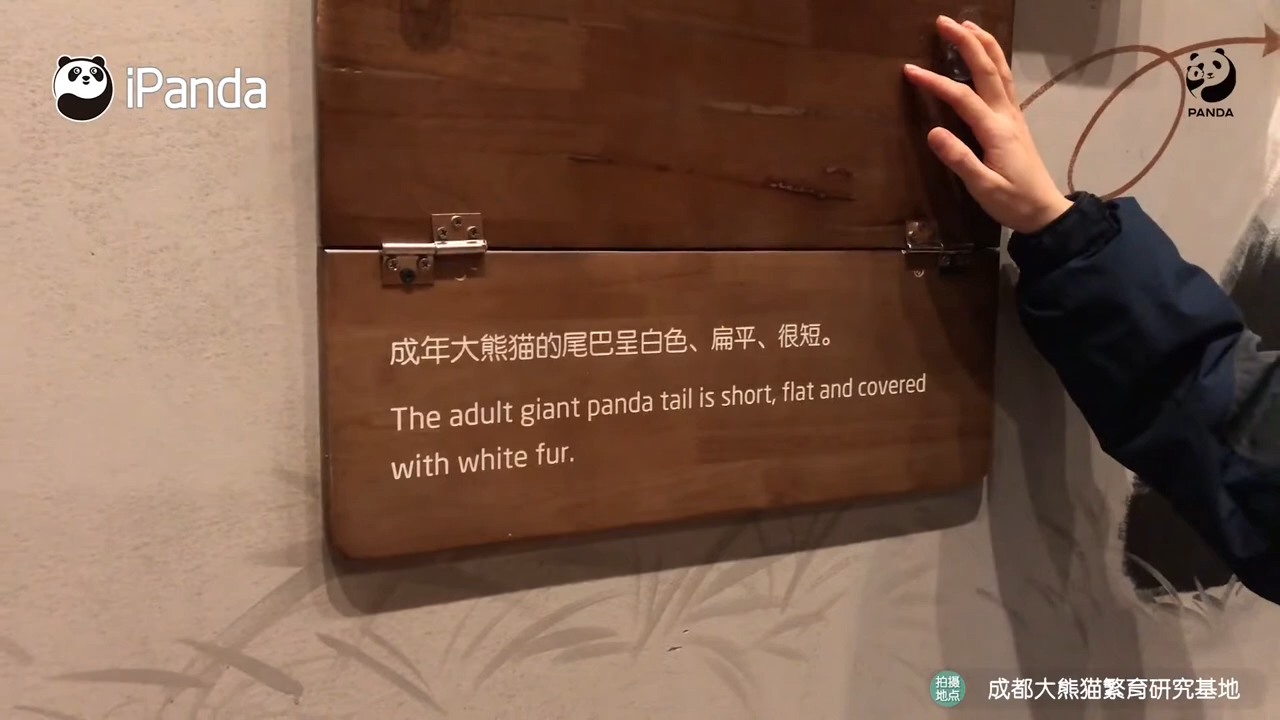 iPanda
PANDA
成年大熊猫的尾巴呈白色、扁平、很短。
The adult giant panda tail is short, flat and covered
with white fur.
拍摄
地点
成都大熊猫繁育研究基地